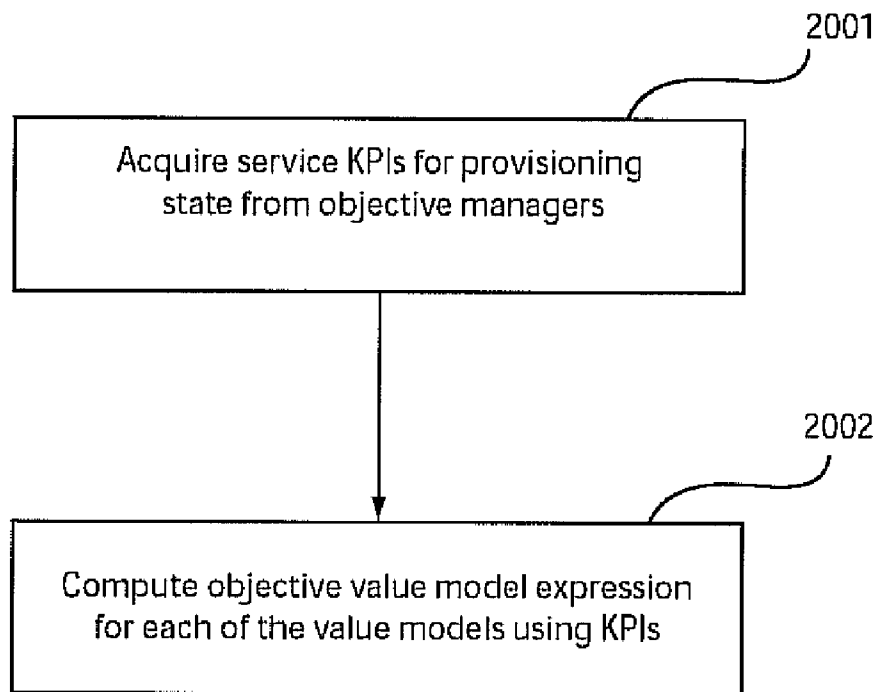 2001
Acquire service KPIs for provisioning
state from objective managers
2002
Compute objective value model expression
for each of the value models using KPIs